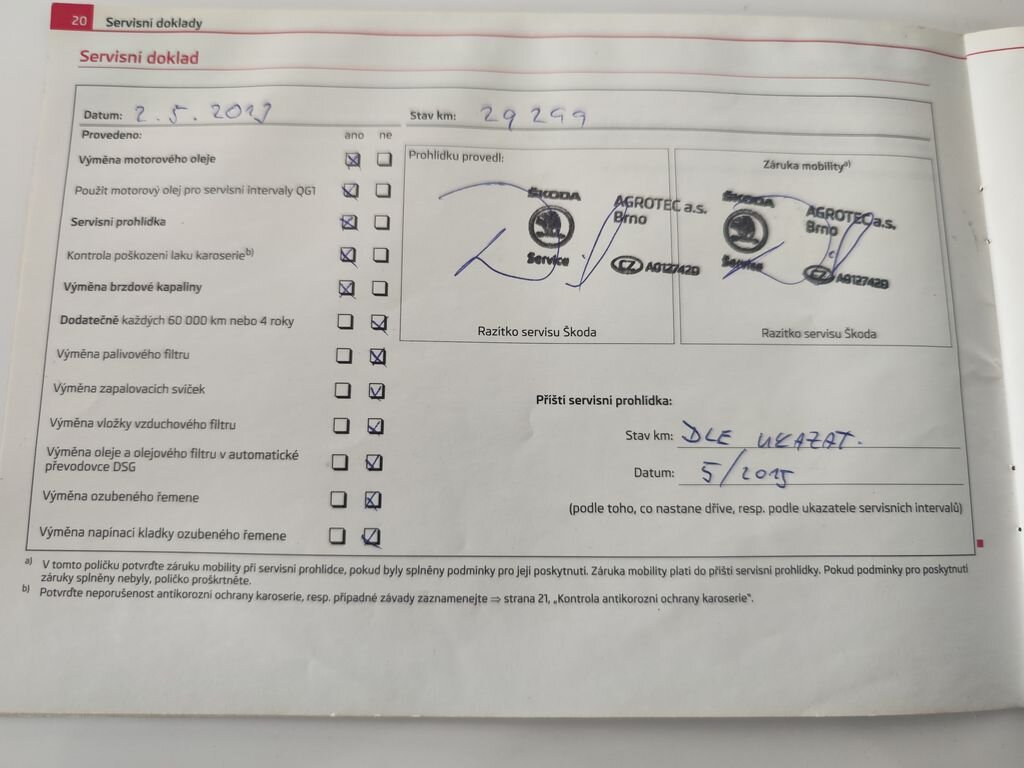 20 Servisní doklady
Servisní doklad
Datum: 2.5.2013 Stav km: 29 299
Provedeno: ano ne
Výměna motorového oleje
Použit motorový olej pro servisní intervaly QG1
Servisní prohlídka
Kontrola poškození laku karoserie b)
Výměna brzdové kapaliny
Dodatečně každých 60 000 km nebo 4 roky
Výměna palivového filtru
Výměna zapalovacích svíček
Výměna vložky vzduchového filtru
Výměna oleje a olejového filtru v automatické
převodovce DSG
Výměna ozubeného řemene
Výměna napínací kladky ozubeného řemene
Prohlídku provedl:
ŠKODA
Service
AGROTEC a.s.
Brno
CZ AG12742D
Razítko servisu Škoda
Záruka mobility a)
ŠKODA
Service
AGROTEC a.s.
Brno
CZ AG12742D
Razítko servisu Škoda
Příští servisní prohlídka:
Stav km: DLE UKAZAT.
Datum: 5/2015
(podle toho, co nastane dříve, resp. podle ukazatele servisních intervalů)
a) V tomto políčku potvrďte záruku mobility při servisní prohlídce, pokud byly splněny podmínky pro její poskytnutí. Záruka mobility platí do příští servisní prohlídky. Pokud podmínky pro poskytnutí
záruky splněny nebyly, políčko proškrtněte.
b) Potvrďte neporušenost antikorozní ochrany karoserie, resp. případné závady zaznamenejte ⇒ strana 21, „Kontrola antikorozní ochrany karoserie“.